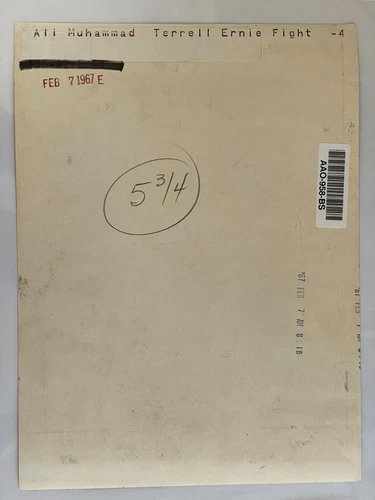 Ali Muhammad Terrell Ernie Fight -4
FEB 7 1967 E
5 3/4
AAO-958-BS
'67 FEB 7 AM 8:18